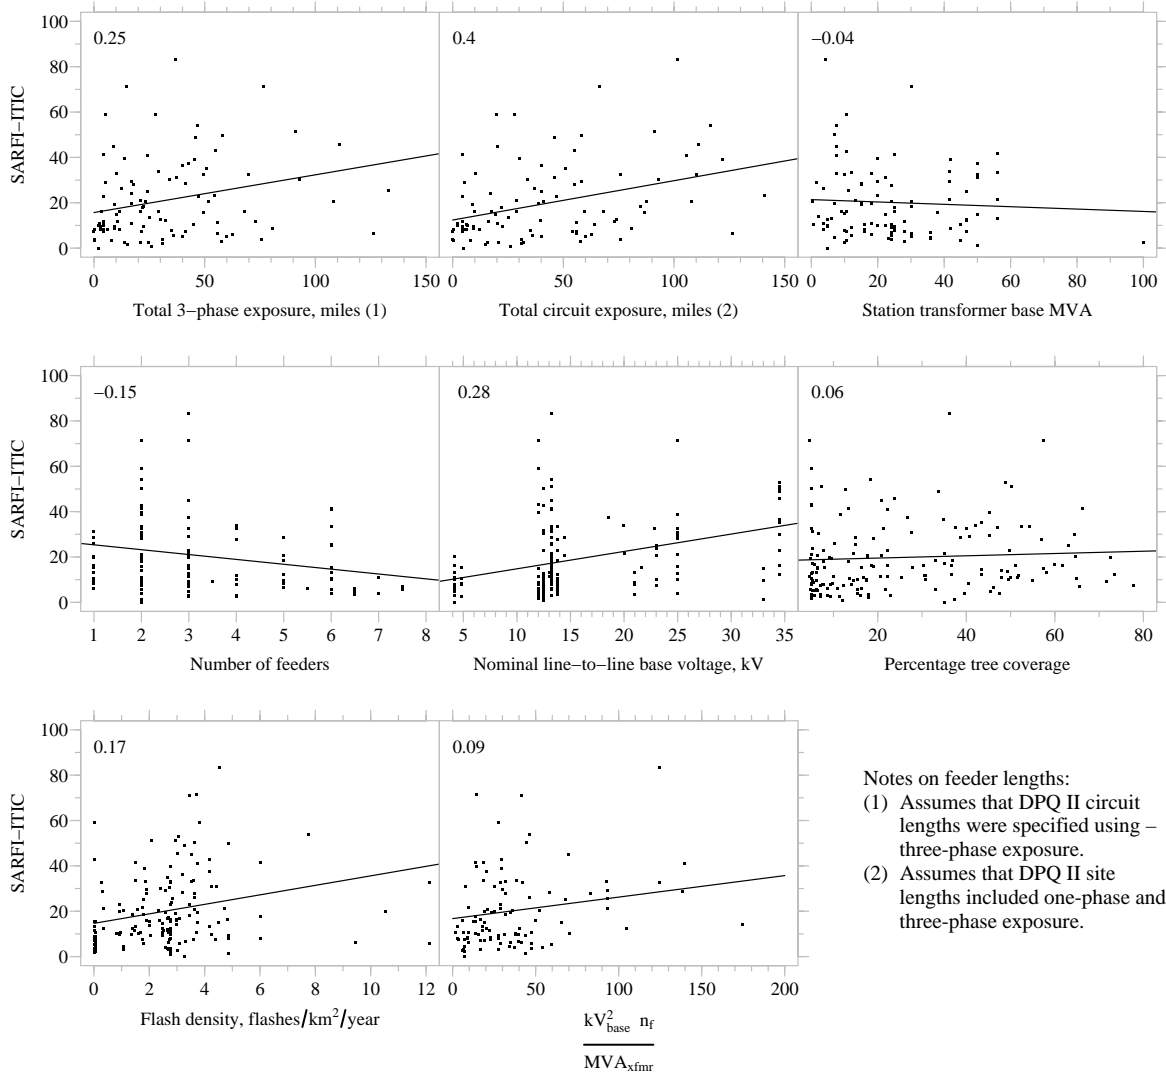 100
80
60
40
20
0
SARFI−ITIC
0.25
0.4
−0.04
0 50 100 150
0 50 100 150
0 20 40 60 80 100
Total 3−phase exposure, miles (1)
Total circuit exposure, miles (2)
Station transformer base MVA
100
80
60
40
20
0
SARFI−ITIC
−0.15
0.28
0.06
1 2 3 4 5 6 7 8
5 10 15 20 25 30 35
20 40 60 80
Number of feeders
Nominal line−to−line base voltage, kV
Percentage tree coverage
100
80
60
40
20
0
SARFI−ITIC
0.17
0.09
0 2 4 6 8 10 12
0 50 100 150 200
Flash density, flashes/km²/year
kV²base nf
MVAxfmr
Notes on feeder lengths:
(1) Assumes that DPQ II circuit
lengths were specified using –
three-phase exposure.
(2) Assumes that DPQ II site
lengths included one-phase and
three-phase exposure.